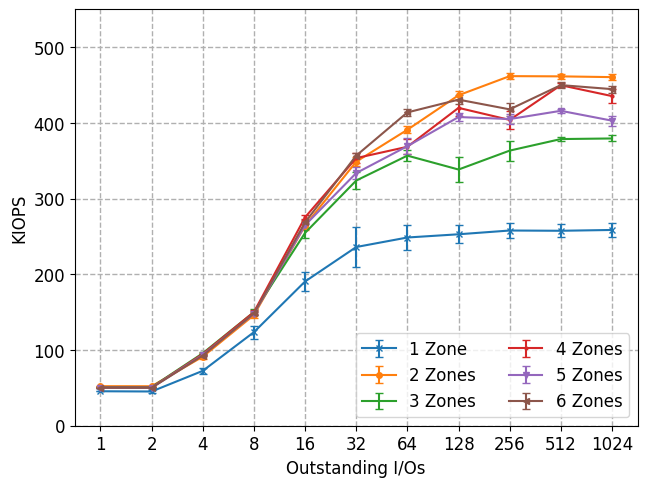 KIOPS
500
400
300
200
100
0
1 2 4 8 16 32 64 128 256 512 1024
Outstanding I/Os
1 Zone
2 Zones
3 Zones
4 Zones
5 Zones
6 Zones